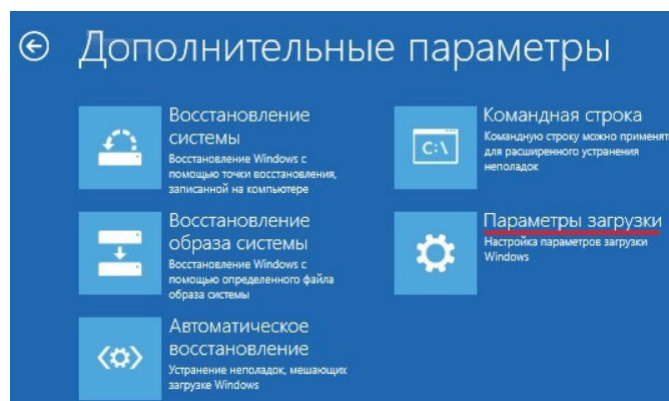 Дополнительные параметры
Восстановление
системы
Восстановление Windows с
помощью точки восстановления,
записанной на компьютере
Восстановление
образа системы
Восстановление Windows с
помощью определенного файла
образа системы
Автоматическое
восстановление
Устранение неполадок, мешающих
загрузке Windows
Командная строка
Командную строку можно применят
для расширенного устранения
неполадок
C:\
Параметры загрузки
Настройка параметров загрузки
Windows